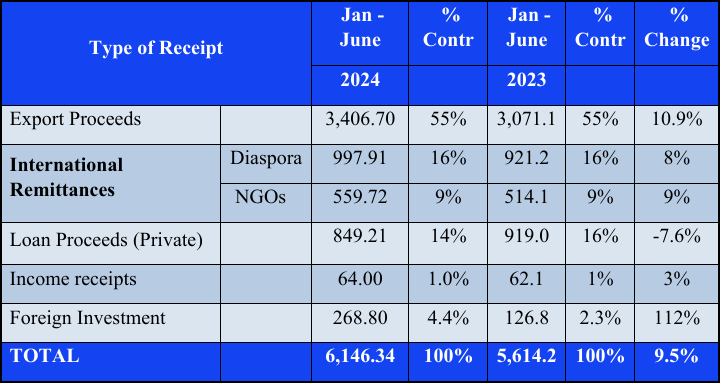 Type of Receipt Jan - June % Contr Jan - June % Contr % Change
2024 2023
Export Proceeds 3,406.70 55% 3,071.1 55% 10.9%
International Remittances Diaspora 997.91 16% 921.2 16% 8%
NGOs 559.72 9% 514.1 9% 9%
Loan Proceeds (Private) 849.21 14% 919.0 16% -7.6%
Income receipts 64.00 1.0% 62.1 1% 3%
Foreign Investment 268.80 4.4% 126.8 2.3% 112%
TOTAL 6,146.34 100% 5,614.2 100% 9.5%